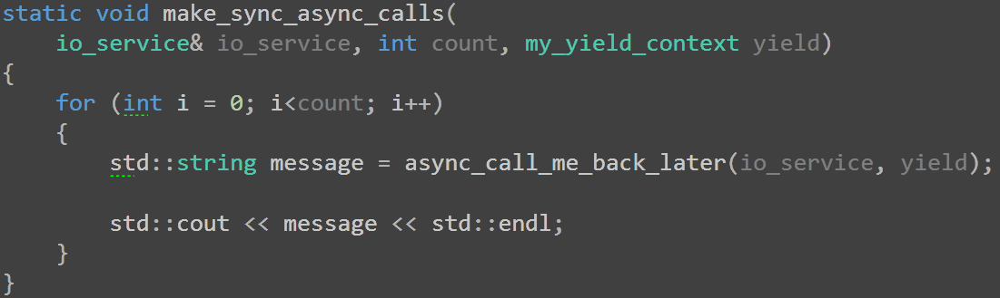 static void make_sync_async_calls(
    io_service& io_service, int count, my_yield_context yield)
{
    for (int i = 0; i<count; i++)
    {
        std::string message = async_call_me_back_later(io_service, yield);

        std::cout << message << std::endl;
    }
}